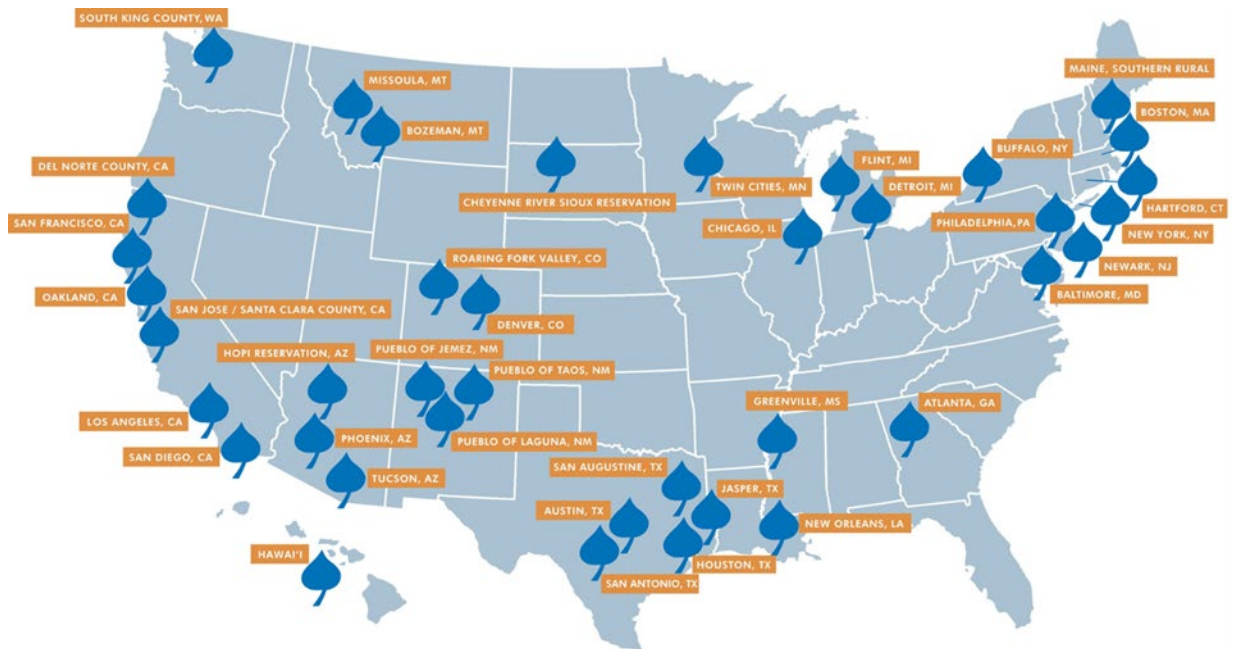 SOUTH KING COUNTY, WA
MISSOULA, MT
BOZEMAN, MT
MAINE, SOUTHERN RURAL
BOSTON, MA
BUFFALO, NY
FLINT, MI
DEL NORTE COUNTY, CA
TWIN CITIES, MN
DETROIT, MI
CHEYENNE RIVER SIOUX RESERVATION
HARTFORD, CT
SAN FRANCISCO, CA
CHICAGO, IL
PHILADELPHIA, PA
NEW YORK, NY
ROARING FORK VALLEY, CO
NEWARK, NJ
OAKLAND, CA
BALTIMORE, MD
SAN JOSE / SANTA CLARA COUNTY, CA
DENVER, CO
HOPI RESERVATION, AZ
PUEBLO OF JEMEZ, NM
PUEBLO OF TAOS, NM
GREENVILLE, MS
ATLANTA, GA
LOS ANGELES, CA
PHOENIX, AZ
PUEBLO OF LAGUNA, NM
SAN DIEGO, CA
SAN AUGUSTINE, TX
TUCSON, AZ
JASPER, TX
AUSTIN, TX
NEW ORLEANS, LA
HAWAI'I
HOUSTON, TX
SAN ANTONIO, TX